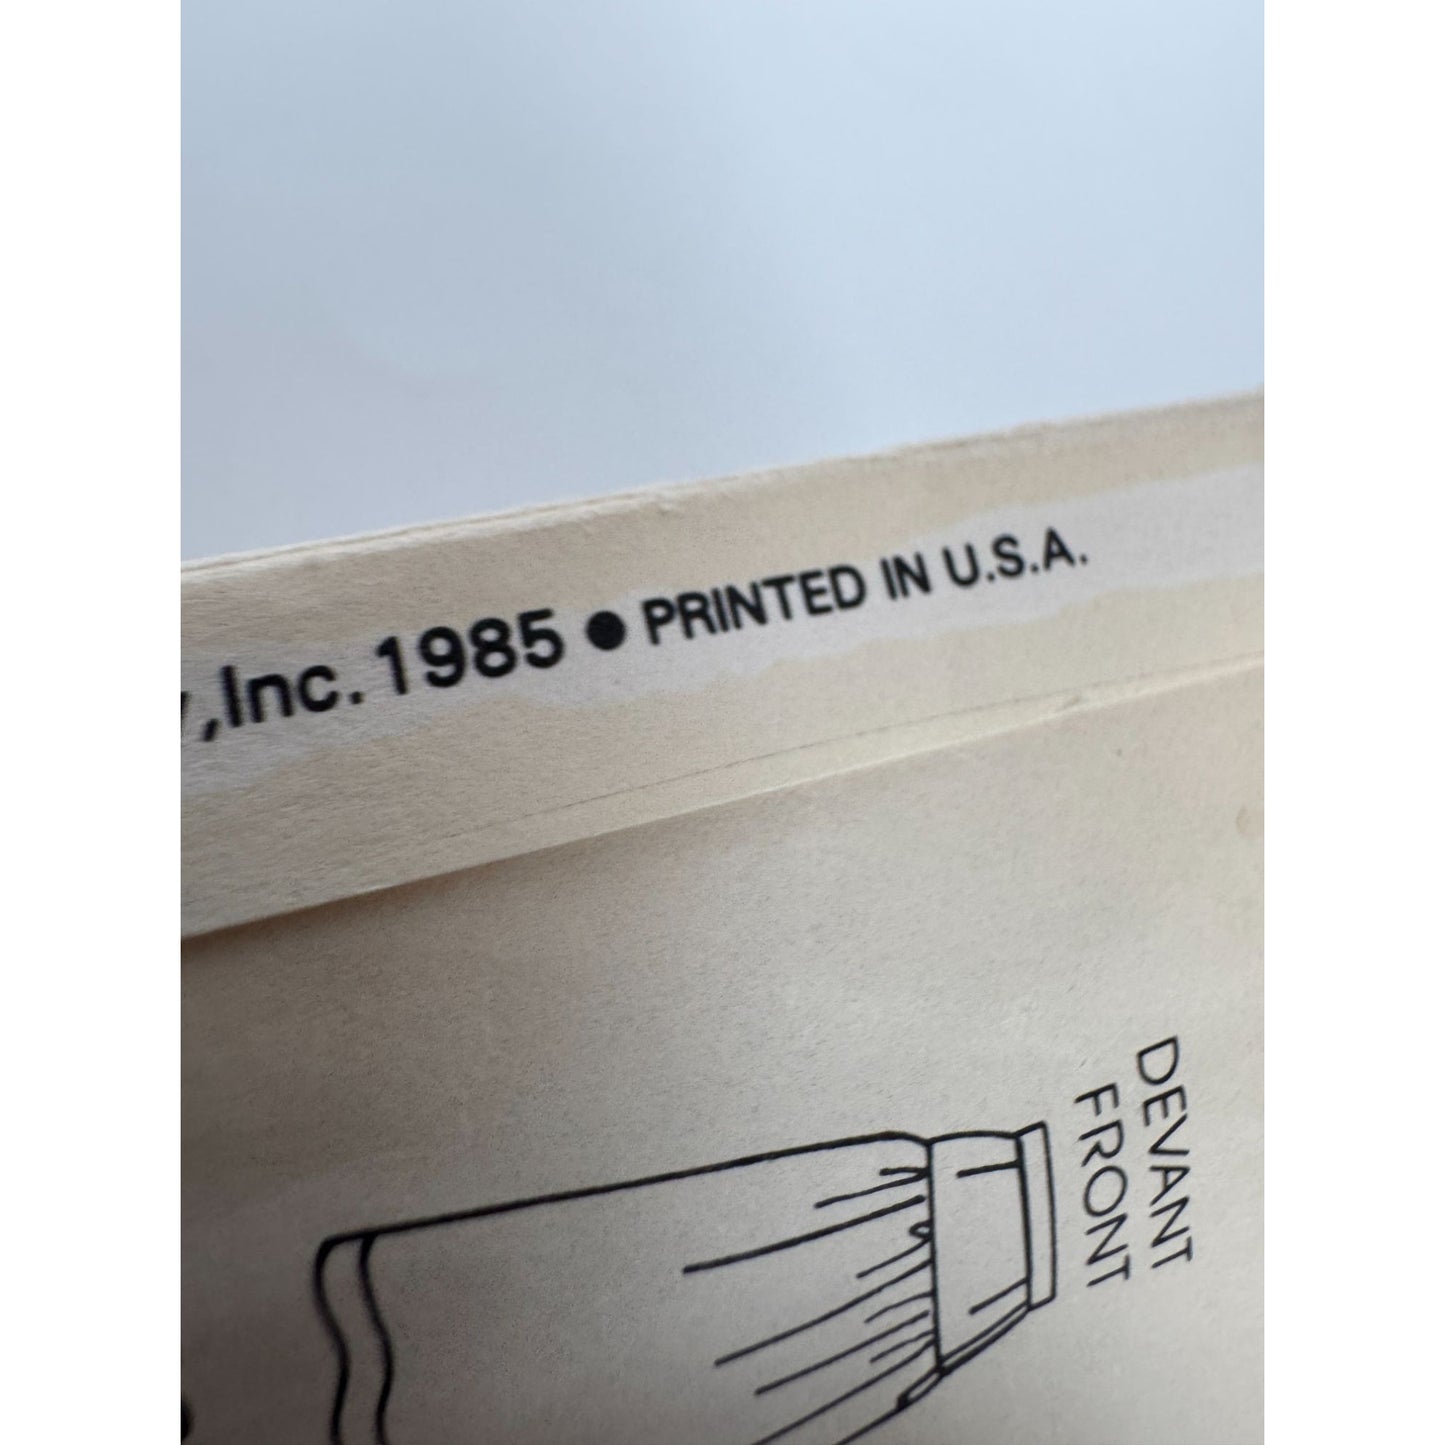 ,Inc. 1985 ● PRINTED IN U.S.A.
DEVANT
FRONT